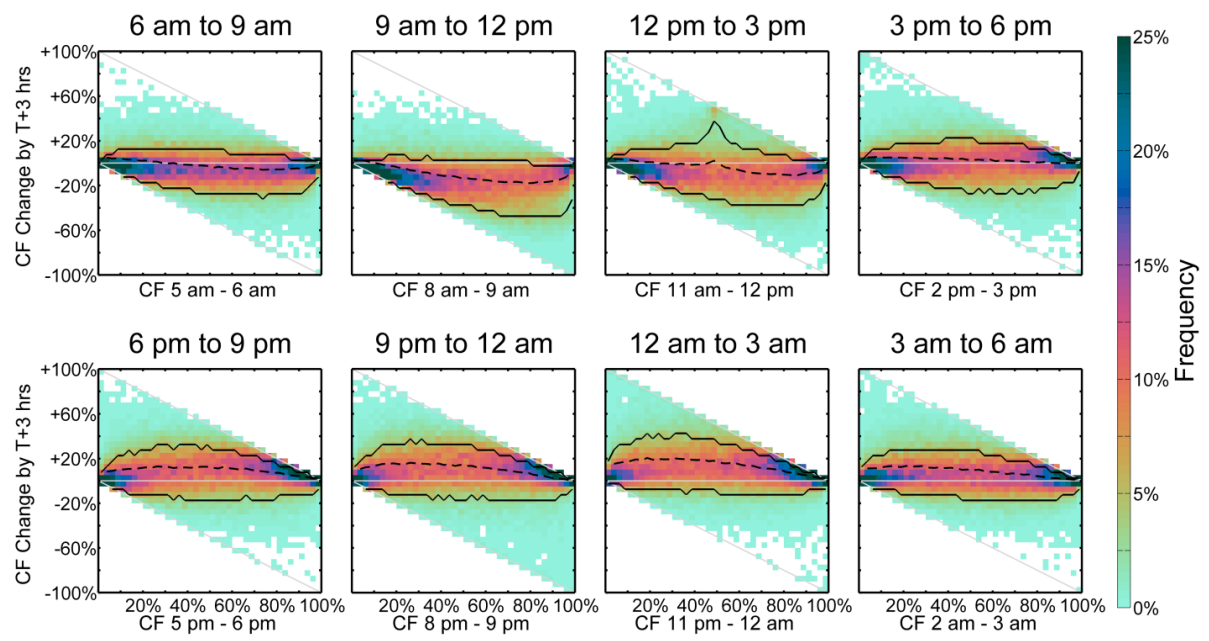 6 am to 9 am 9 am to 12 pm 12 pm to 3 pm 3 pm to 6 pm
+100%
+60%
+20%
-20%
-60%
-100%
CF Change by T+3 hrs
CF 5 am - 6 am CF 8 am - 9 am CF 11 am - 12 pm CF 2 pm - 3 pm
6 pm to 9 pm 9 pm to 12 am 12 am to 3 am 3 am to 6 am
+100%
+60%
+20%
-20%
-60%
-100%
CF Change by T+3 hrs
20% 40% 60% 80% 100% 20% 40% 60% 80% 100% 20% 40% 60% 80% 100% 20% 40% 60% 80% 100%
CF 5 pm - 6 pm CF 8 pm - 9 pm CF 11 pm - 12 am CF 2 am - 3 am
25%
20%
15%
10%
5%
0%
Frequency